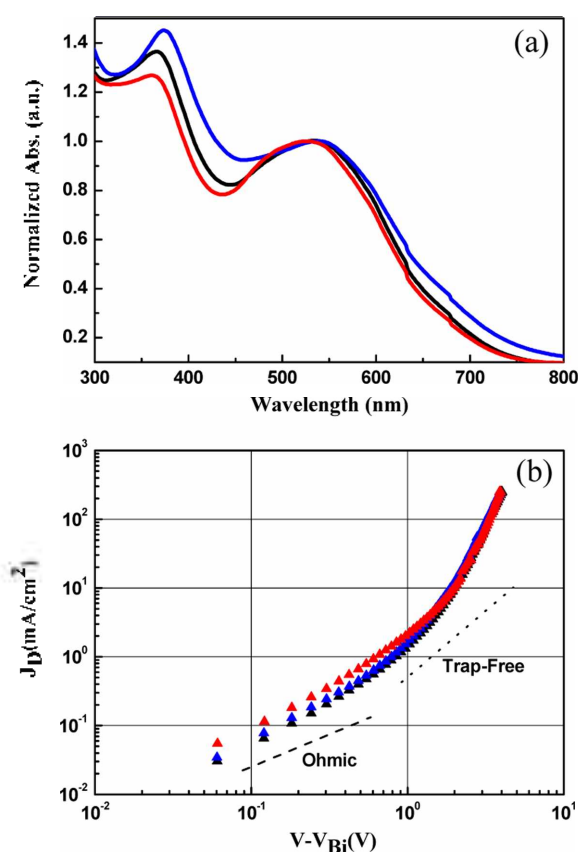 (a)
Normalized Abs. (a.u.)
1.4
1.2
1.0
0.8
0.6
0.4
0.2
300 400 500 600 700 800
Wavelength (nm)
(b)
J_D(mA/cm²)
10³
10²
10¹
10⁰
10⁻¹
10⁻²
Trap-Free
Ohmic
10⁻² 10⁻¹ 10⁰ 10¹
V-V_Bi(V)